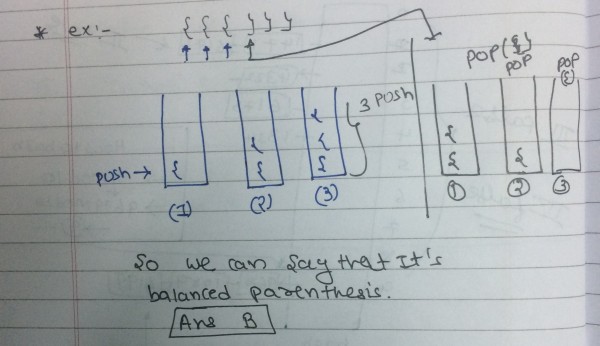 * ex:- { { { } } }
POP({)
POP
POP
({)
3 PUSH
{
{ {
{ { {
{
{ {
PUSH → { { {
(1) (2) (3)
① ② ③
So we can say that It's
balanced parenthesis.
Ans B.